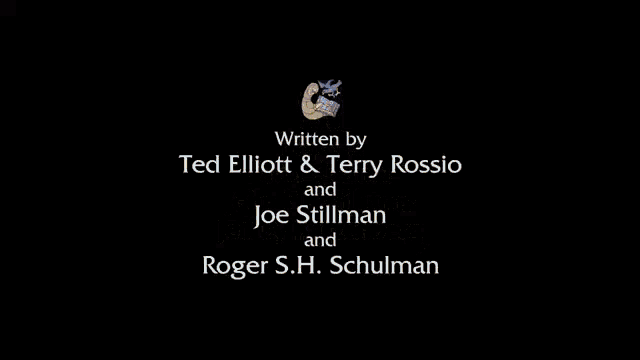 Written by
Ted Elliott & Terry Rossio
and
Joe Stillman
and
Roger S.H. Schulman